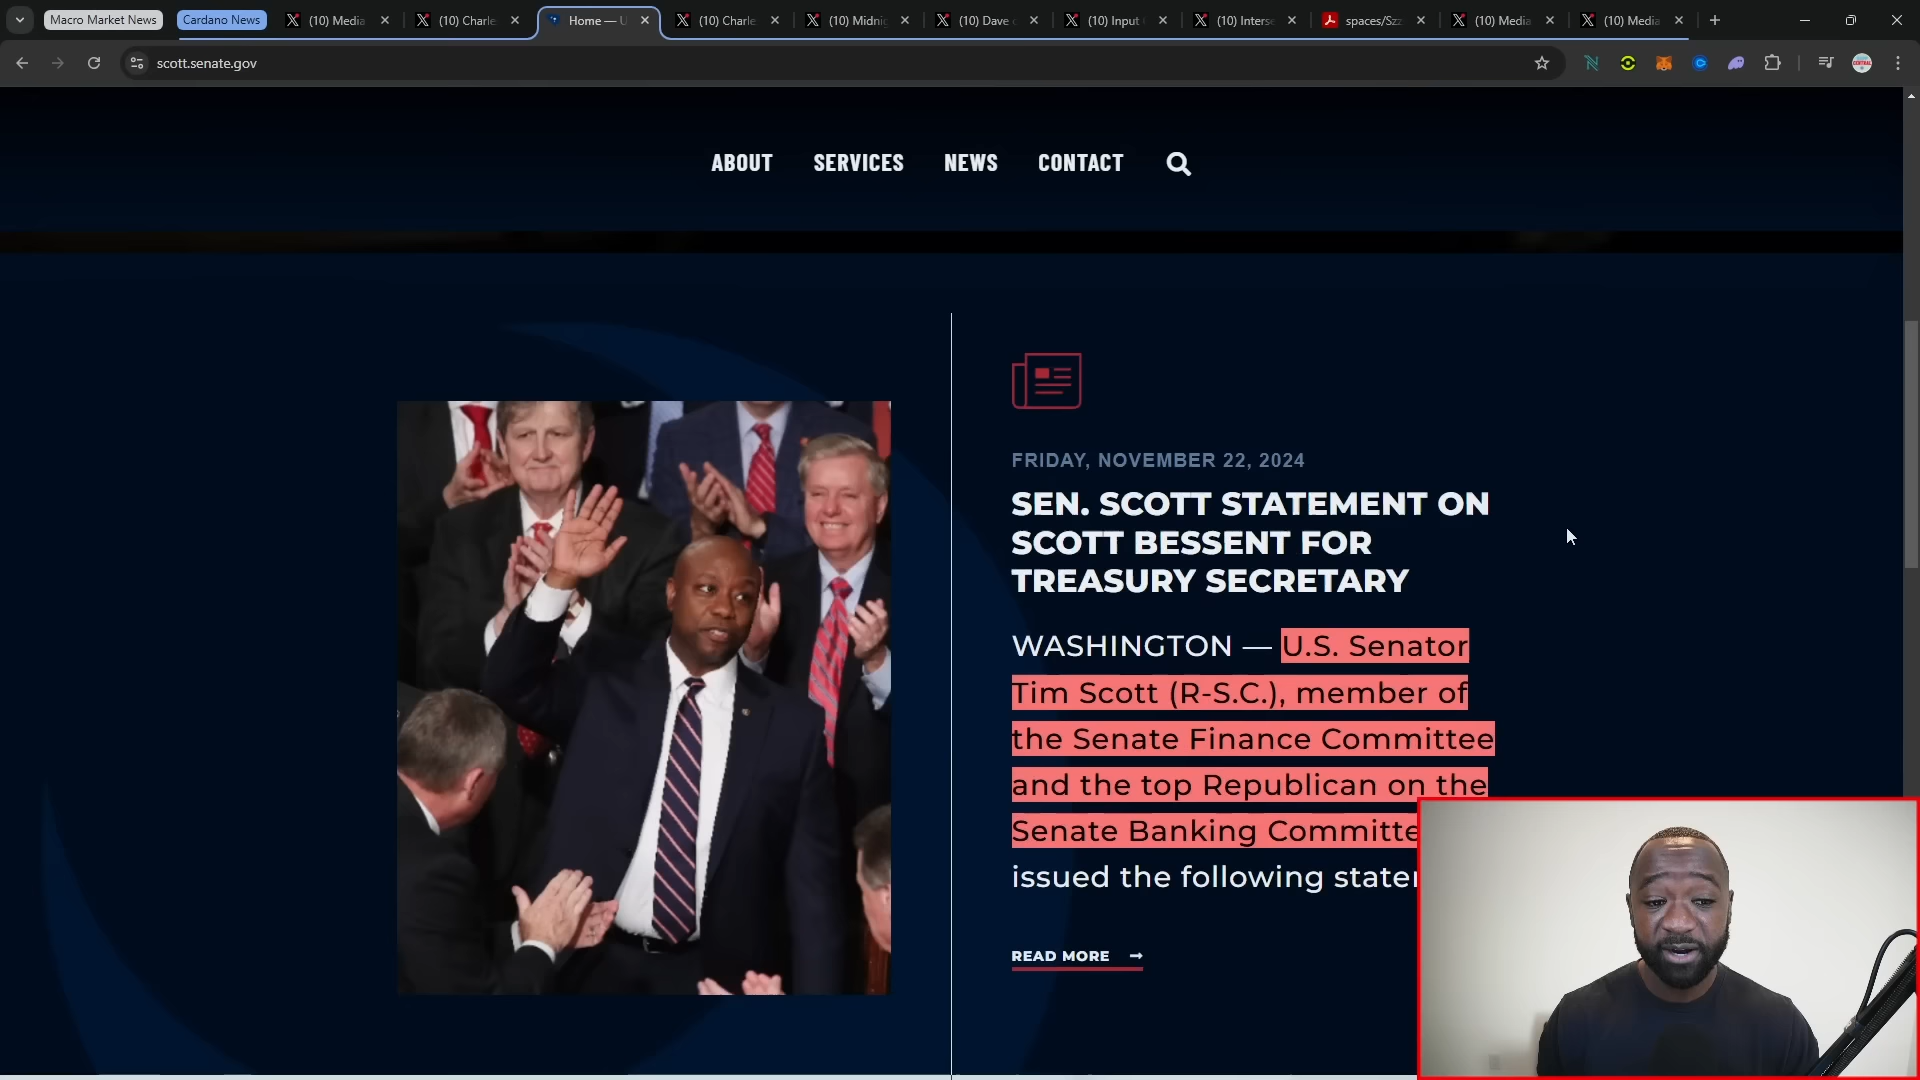 Macro Market News
Cardano News
(10) Media
(10) Charle
Home — U
(10) Charle
(10) Midnig
(10) Dave
(10) Input
(10) Interse
spaces/Szz
(10) Media
(10) Media
scott.senate.gov
ABOUT
SERVICES
NEWS
CONTACT
FRIDAY, NOVEMBER 22, 2024
SEN. SCOTT STATEMENT ON
SCOTT BESSENT FOR
TREASURY SECRETARY
WASHINGTON — U.S. Senator
Tim Scott (R-S.C.), member of
the Senate Finance Committee
and the top Republican on the
Senate Banking Committe
issued the following stater
READ MORE →